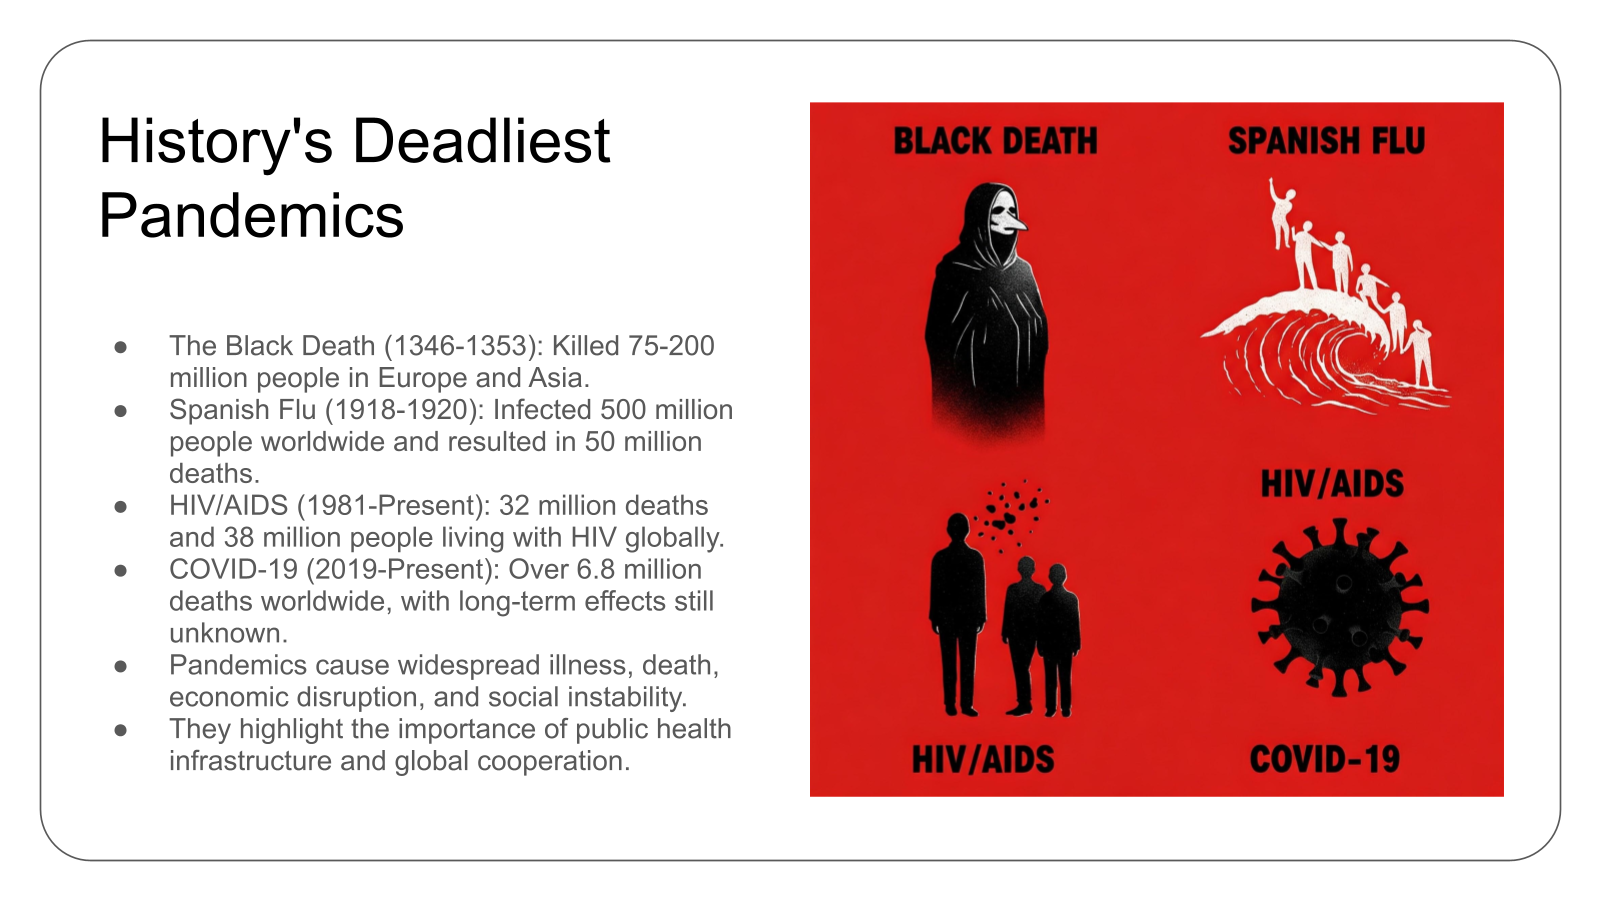 History's Deadliest
Pandemics
● The Black Death (1346-1353): Killed 75-200
million people in Europe and Asia.
● Spanish Flu (1918-1920): Infected 500 million
people worldwide and resulted in 50 million
deaths.
● HIV/AIDS (1981-Present): 32 million deaths
and 38 million people living with HIV globally.
● COVID-19 (2019-Present): Over 6.8 million
deaths worldwide, with long-term effects still
unknown.
● Pandemics cause widespread illness, death,
economic disruption, and social instability.
● They highlight the importance of public health
infrastructure and global cooperation.
BLACK DEATH
SPANISH FLU
HIV/AIDS
HIV/AIDS
COVID-19